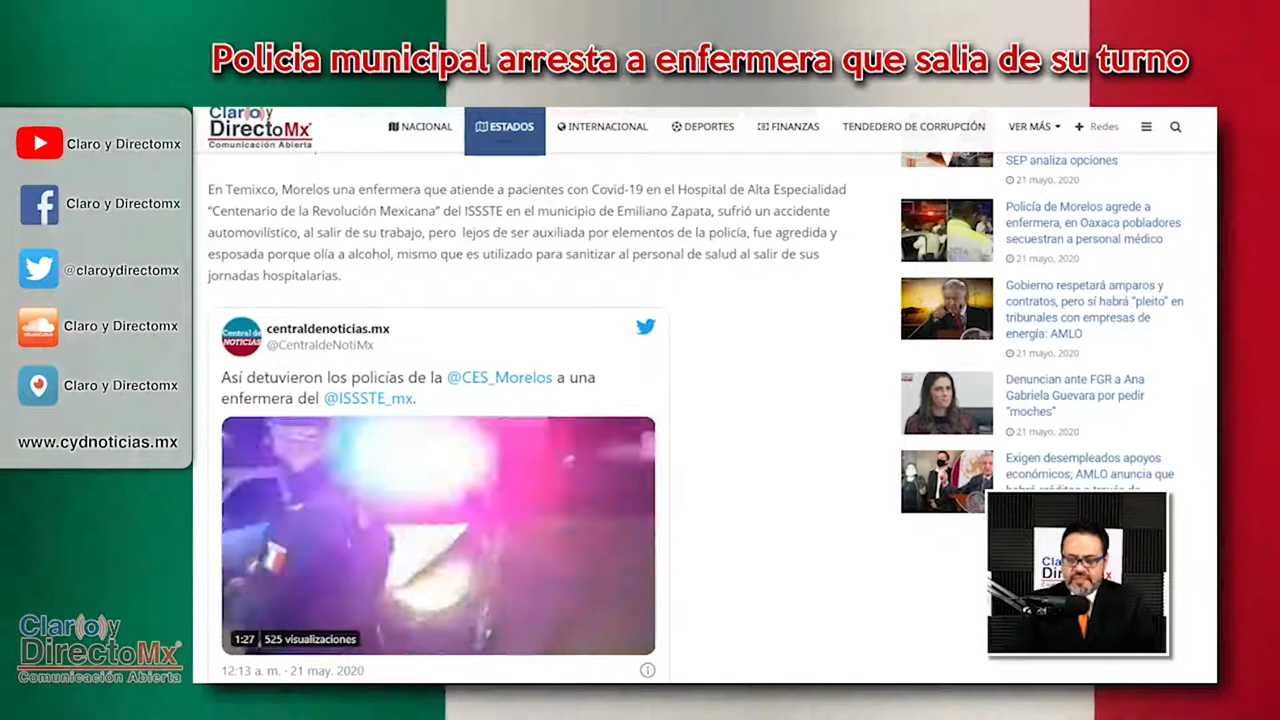 Policia municipal arresta a enfermera que salia de su turno
Claro y Directomx
Claro y Directomx
@claroydirectomx
Claro y Directomx
Claro y Directomx
www.cydnoticias.mx
Claro y
DirectoMx
Comunicación Abierta
Claro y
DirectoMx
Comunicación Abierta
NACIONAL
ESTADOS
INTERNACIONAL
DEPORTES
FINANZAS
TENDEDERO DE CORRUPCIÓN
VER MÁS
Redes
En Temixco, Morelos una enfermera que atiende a pacientes con Covid-19 en el Hospital de Alta Especialidad
“Centenario de la Revolución Mexicana” del ISSSTE en el municipio de Emiliano Zapata, sufrió un accidente
automovilístico, al salir de su trabajo, pero lejos de ser auxiliada por elementos de la policía, fue agredida y
esposada porque olía a alcohol, mismo que es utilizado para sanitizar al personal de salud al salir de sus
jornadas hospitalarias.
Central de
NOTICIAS
centraldenoticias.mx
@CentraldeNotiMx
Así detuvieron los policías de la @CES_Morelos a una
enfermera del @ISSSTE_mx.
1:27 525 visualizaciones
12:13 a. m. · 21 may. 2020
SEP analiza opciones
21 mayo, 2020
Policía de Morelos agrede a
enfermera, en Oaxaca pobladores
secuestran a personal médico
21 mayo, 2020
Gobierno respetará amparos y
contratos, pero sí habrá “pleito” en
tribunales con empresas de
energía: AMLO
21 mayo, 2020
Denuncian ante FGR a Ana
Gabriela Guevara por pedir
“moches”
21 mayo, 2020
Exigen desempleados apoyos
económicos; AMLO anuncia que